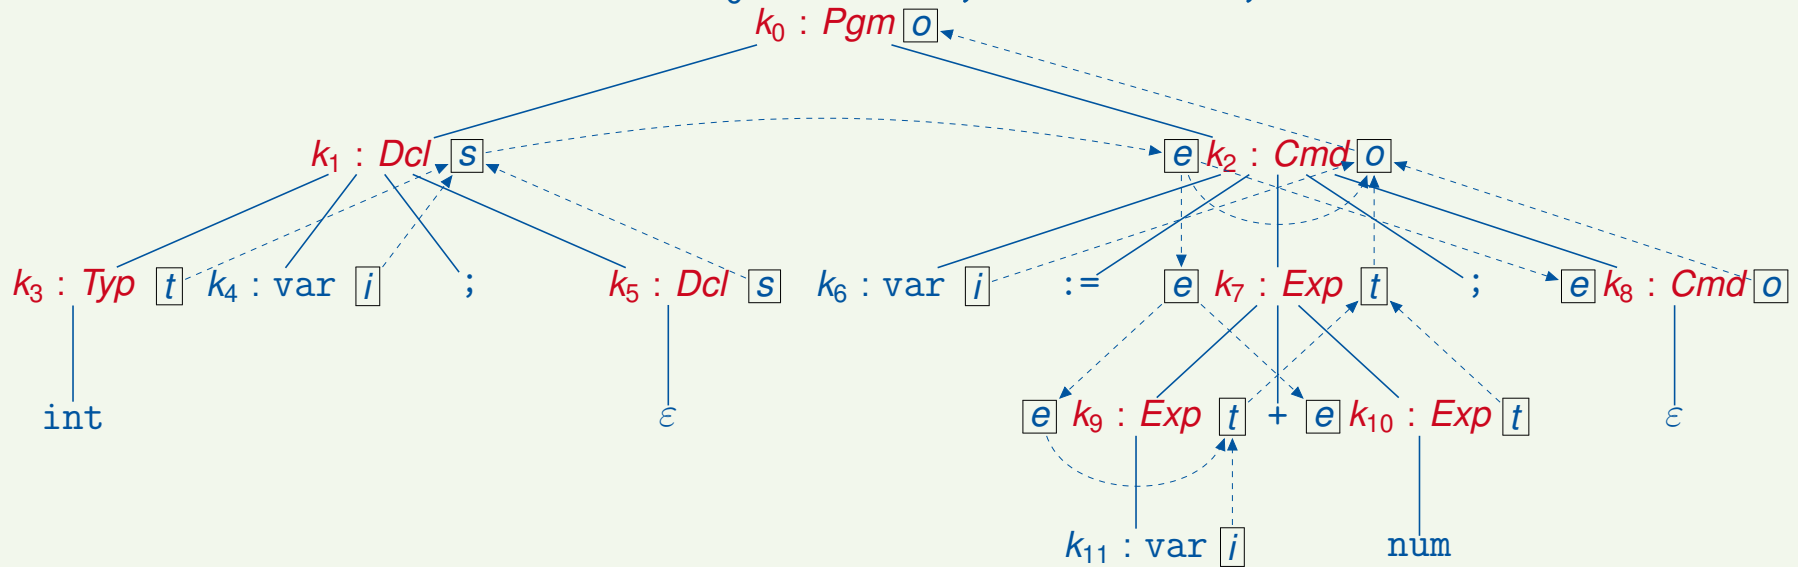 k₀ : Pgm o
k₁ : Dcl s e k₂ : Cmd o
k₃ : Typ t k₄ : var i ; k₅ : Dcl s k₆ : var i := e k₇ : Exp t ; e k₈ : Cmd o
int ε e k₉ : Exp t + e k₁₀ : Exp t ε
k₁₁ : var i num